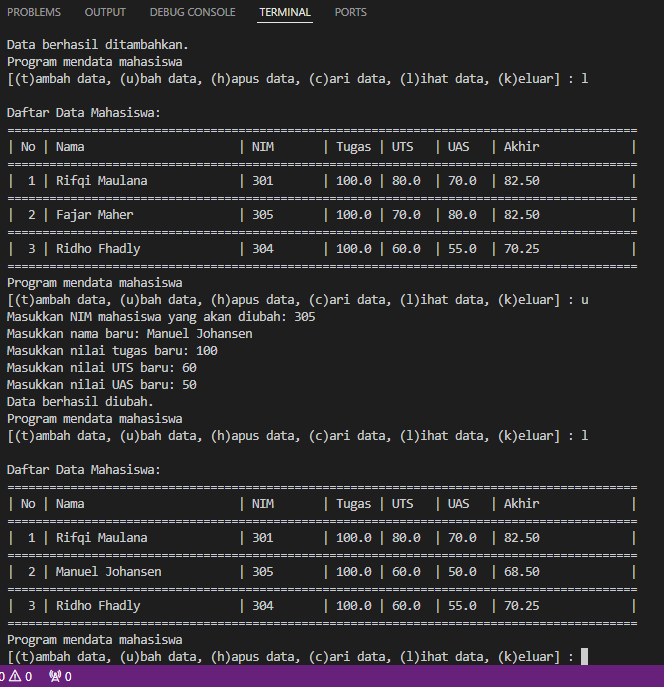 PROBLEMS OUTPUT DEBUG CONSOLE TERMINAL PORTS
Data berhasil ditambahkan.
Program mendata mahasiswa
[(t)ambah data, (u)bah data, (h)apus data, (c)ari data, (l)ihat data, (k)eluar] : l
Daftar Data Mahasiswa:
==========================================================================================
| No | Nama | NIM | Tugas | UTS | UAS | Akhir |
==========================================================================================
| 1 | Rifqi Maulana | 301 | 100.0 | 80.0 | 70.0 | 82.50 |
==========================================================================================
| 2 | Fajar Maher | 305 | 100.0 | 70.0 | 80.0 | 82.50 |
==========================================================================================
| 3 | Ridho Fhadly | 304 | 100.0 | 60.0 | 55.0 | 70.25 |
==========================================================================================
Program mendata mahasiswa
[(t)ambah data, (u)bah data, (h)apus data, (c)ari data, (l)ihat data, (k)eluar] : u
Masukkan NIM mahasiswa yang akan diubah: 305
Masukkan nama baru: Manuel Johansen
Masukkan nilai tugas baru: 100
Masukkan nilai UTS baru: 60
Masukkan nilai UAS baru: 50
Data berhasil diubah.
Program mendata mahasiswa
[(t)ambah data, (u)bah data, (h)apus data, (c)ari data, (l)ihat data, (k)eluar] : l
Daftar Data Mahasiswa:
==========================================================================================
| No | Nama | NIM | Tugas | UTS | UAS | Akhir |
==========================================================================================
| 1 | Rifqi Maulana | 301 | 100.0 | 80.0 | 70.0 | 82.50 |
==========================================================================================
| 2 | Manuel Johansen | 305 | 100.0 | 60.0 | 50.0 | 68.50 |
==========================================================================================
| 3 | Ridho Fhadly | 304 | 100.0 | 60.0 | 55.0 | 70.25 |
==========================================================================================
Program mendata mahasiswa
[(t)ambah data, (u)bah data, (h)apus data, (c)ari data, (l)ihat data, (k)eluar] :
0 0 0